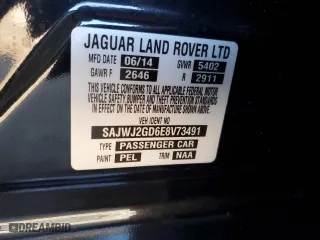 JAGUAR LAND ROVER LTD
MFD DATE 06/14 GVWR 5402
GAWR F 2646 R 2911
THIS VEHICLE CONFORMS TO ALL APPLICABLE FEDERAL MOTOR
VEHICLE SAFETY, BUMPER AND THEFT PREVENTION STANDARDS
IN EFFECT ON THE DATE OF MANUFACTURE SHOWN ABOVE
VEH IDENT NO
SAJWJ2GD6E8V73491
TYPE PASSENGER CAR
PAINT PEL TRIM NAA
DREAMBID